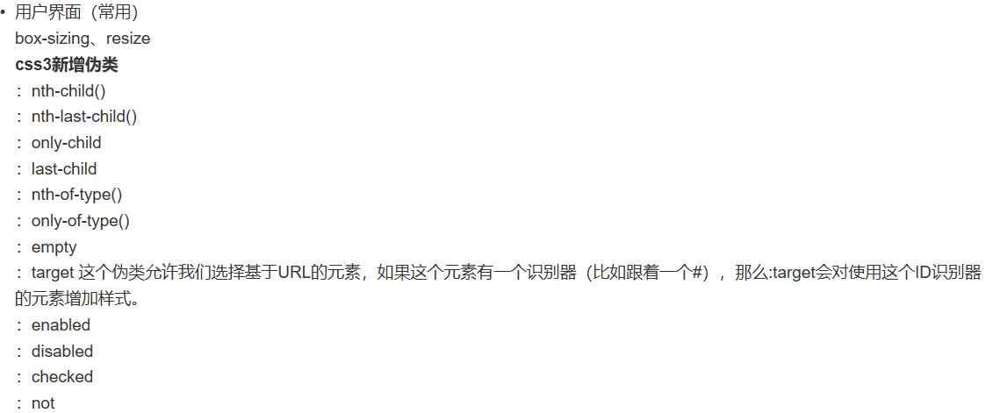 • 用户界面（常用）
box-sizing、resize
css3新增伪类
：nth-child()
：nth-last-child()
：only-child
：last-child
：nth-of-type()
：only-of-type()
：empty
：target 这个伪类允许我们选择基于URL的元素，如果这个元素有一个识别器（比如跟着一个#），那么:target会对使用这个ID识别器
的元素增加样式。
：enabled
：disabled
：checked
：not